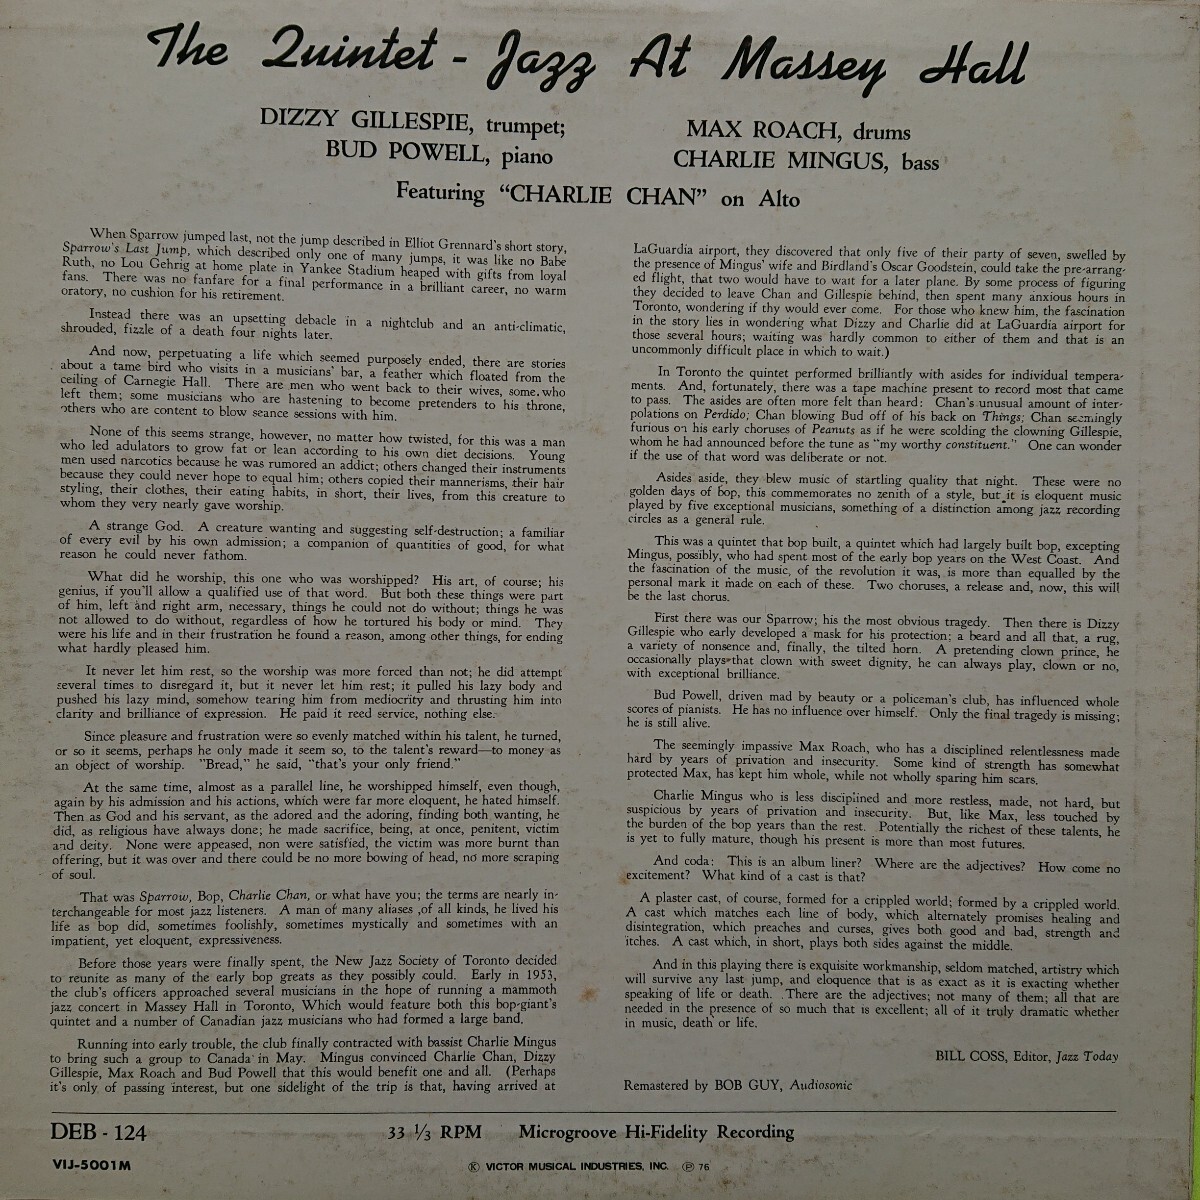 The Quintet - Jazz At Massey Hall
DIZZY GILLESPIE, trumpet;
BUD POWELL, piano
MAX ROACH, drums
CHARLIE MINGUS, bass
Featuring "CHARLIE CHAN" on Alto
When Sparrow jumped last, not the jump described in Elliot Grennard's short story,
Sparrow's Last Jump, which described only one of many jumps, it was like no Babe
Ruth, no Lou Gehrig at home plate in Yankee Stadium heaped with gifts from loyal
fans. There was no fanfare for a final performance in a brilliant career, no warm
oratory, no cushion for his retirement.
Instead there was an upsetting debacle in a nightclub and an anti-climatic,
shrouded, fizzle of a death four nights later.
And now, perpetuating a life which seemed purposely ended, there are stories
about a tame bird who visits in a musicians' bar, a feather which floated from the
ceiling of Carnegie Hall. There are men who went back to their wives, some who
left them; some musicians who are hastening to become pretenders to his throne,
others who are content to blow seance sessions with him.
None of this seems strange, however, no matter how twisted, for this was a man
who led adulators to grow fat or lean according to his own diet decisions. Young
men used narcotics because he was rumored an addict; others changed their instruments
because they could never hope to equal him; others copied their mannerisms, their hair
styling, their clothes, their eating habits, in short, their lives, from this creature to
whom they very nearly gave worship.
A strange God. A creature wanting and suggesting self-destruction; a familiar
of every evil by his own admission; a companion of quantities of good, for what
reason he could never fathom.
What did he worship, this one who was worshipped? His art, of course; his
genius, if you'll allow a qualified use of that word. But both these things were part
of him, left and right arm, necessary, things he could not do without; things he was
not allowed to do without, regardless of how he tortured his body or mind. They
were his life and in their frustration he found a reason, among other things, for ending
what hardly pleased him.
It never let him rest, so the worship was more forced than not; he did attempt
several times to disregard it, but it never let him rest; it pulled his lazy body and
pushed his lazy mind, somehow tearing him from mediocrity and thrusting him into
clarity and brilliance of expression. He paid it reed service, nothing else.
Since pleasure and frustration were so evenly matched within his talent, he turned,
or so it seems, perhaps he only made it seem so, to the talent's reward—to money as
an object of worship. "Bread," he said, "that's your only friend."
At the same time, almost as a parallel line, he worshipped himself, even though,
again by his admission and his actions, which were far more eloquent, he hated himself.
Then as God and his servant, as the adored and the adoring, finding both wanting, he
did, as religious have always done; he made sacrifice, being, at once, penitent, victim
and deity. None were appeased, non were satisfied, the victim was more burnt than
offering, but it was over and there could be no more bowing of head, no more scraping
of soul.
That was Sparrow, Bop, Charlie Chan, or what have you; the terms are nearly in-
terchangeable for most jazz listeners. A man of many aliases of all kinds, he lived his
life as bop did, sometimes foolishly, sometimes mystically and sometimes with an
impatient, yet eloquent, expressiveness.
Before those years were finally spent, the New Jazz Society of Toronto decided
to reunite as many of the early bop greats as they possibly could. Early in 1953,
the club's officers approached several musicians in the hope of running a mammoth
jazz concert in Massey Hall in Toronto, Which would feature both this bop-giant's
quintet and a number of Canadian jazz musicians who had formed a large band.
Running into early trouble, the club finally contracted with bassist Charlie Mingus
to bring such a group to Canada in May. Mingus convinced Charlie Chan, Dizzy
Gillespie, Max Roach and Bud Powell that this would benefit one and all. (Perhaps
it's only of passing interest, but one sidelight of the trip is that, having arrived at
LaGuardia airport, they discovered that only five of their party of seven, swelled by
the presence of Mingus' wife and Birdland's Oscar Goodstein, could take the pre-arrang-
ed flight, that two would have to wait for a later plane. By some process of figuring
they decided to leave Chan and Gillespie behind, then spent many anxious hours in
Toronto, wondering if thy would ever come. For those who knew him, the fascination
in the story lies in wondering what Dizzy and Charlie did at LaGuardia airport for
those several hours; waiting was hardly common to either of them and that is an
uncommonly difficult place in which to wait.)
In Toronto the quintet performed brilliantly with asides for individual tempera-
ments. And, fortunately, there was a tape machine present to record most that came
to pass. The asides are often more felt than heard: Chan's unusual amount of inter-
polations on Perdido; Chan blowing Bud off of his back on Things; Chan seemingly
furious on his early choruses of Peanuts as if he were scolding the clowning Gillespie,
whom he had announced before the tune as "my worthy constituent." One can wonder
if the use of that word was deliberate or not.
Asides aside, they blew music of startling quality that night. These were no
golden days of bop, this commemorates no zenith of a style, but it is eloquent music
played by five exceptional musicians, something of a distinction among jazz recording
circles as a general rule.
This was a quintet that bop built, a quintet which had largely built bop, excepting
Mingus, possibly, who had spent most of the early bop years on the West Coast. And
the fascination of the music, of the revolution it was, is more than equalled by the
personal mark it made on each of these. Two choruses, a release and, now, this will
be the last chorus.
First there was our Sparrow; his the most obvious tragedy. Then there is Dizzy
Gillespie who early developed a mask for his protection; a beard and all that, a rug,
a variety of nonsence and, finally, the tilted horn. A pretending clown prince, he
occasionally plays that clown with sweet dignity, he can always play, clown or no,
with exceptional brilliance.
Bud Powell, driven mad by beauty or a policeman's club, has influenced whole
scores of pianists. He has no influence over himself. Only the final tragedy is missing;
he is still alive.
The seemingly impassive Max Roach, who has a disciplined relentlessness made
hard by years of privation and insecurity. Some kind of strength has somewhat
protected Max, has kept him whole, while not wholly sparing him scars.
Charlie Mingus who is less disciplined and more restless, made, not hard, but
suspicious by years of privation and insecurity. But, like Max, less touched by
the burden of the bop years than the rest. Potentially the richest of these talents, he
is yet to fully mature, though his present is more than most futures.
And coda: This is an album liner? Where are the adjectives? How come no
excitement? What kind of a cast is that?
A plaster cast, of course, formed for a crippled world; formed by a crippled world.
A cast which matches each line of body, which alternately promises healing and
disintegration, which preaches and curses, gives both good and bad, strength and
itches. A cast which, in short, plays both sides against the middle.
And in this playing there is exquisite workmanship, seldom matched, artistry which
will survive any last jump, and eloquence that is as exact as it is exacting whether
speaking of life or death. There are the adjectives; not many of them; all that are
needed in the presence of so much that is excellent; all of it truly dramatic whether
in music, death or life.
BILL COSS, Editor, Jazz Today
Remastered by BOB GUY, Audiosonic
DEB - 124
33 1/3 RPM Microgroove Hi-Fidelity Recording
VIJ-5001M
Ⓚ VICTOR MUSICAL INDUSTRIES, INC. Ⓟ 76